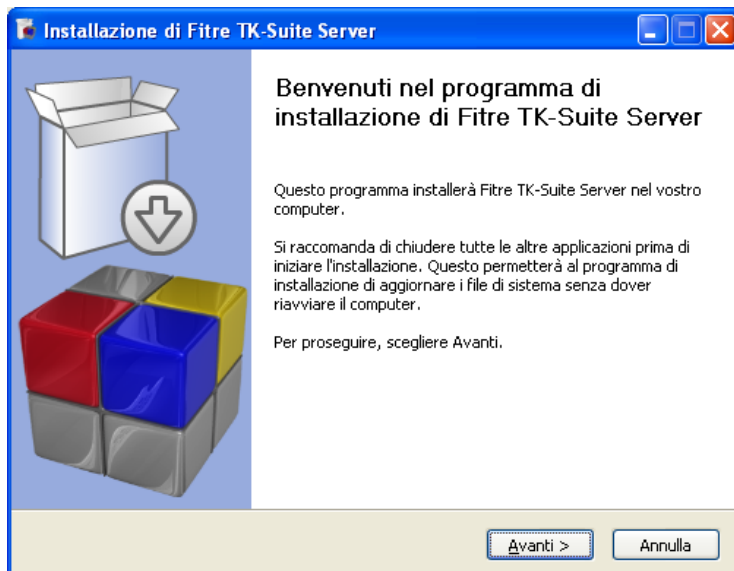 Installazione di Fitre TK-Suite Server
Benvenuti nel programma di
installazione di Fitre TK-Suite Server
Questo programma installerà Fitre TK-Suite Server nel vostro
computer.
Si raccomanda di chiudere tutte le altre applicazioni prima di
iniziare l'installazione. Questo permetterà al programma di
installazione di aggiornare i file di sistema senza dover
riavviare il computer.
Per proseguire, scegliere Avanti.
Avanti >
Annulla